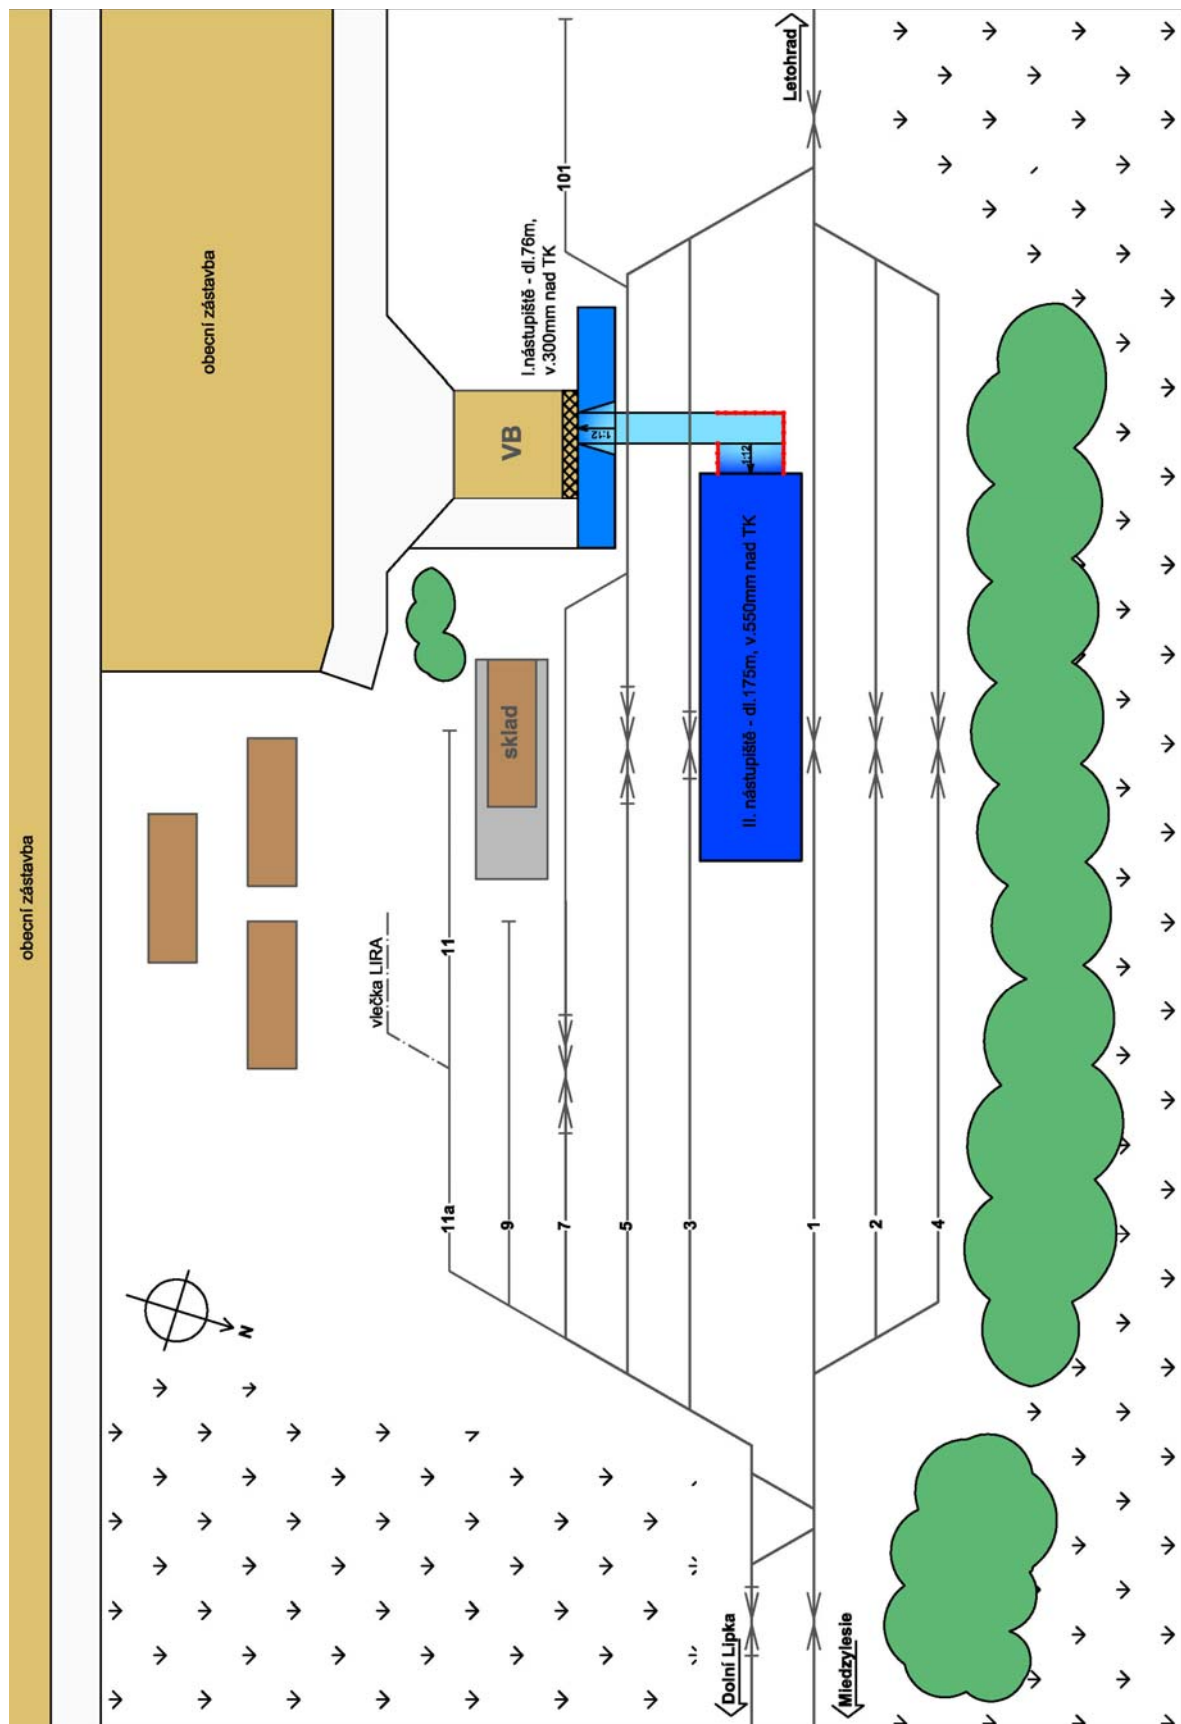 Letohrad
101
I.nástupiště - dl.76m,
v.300mm nad TK
obecní zástavba
VB
1:12
1:12
II. nástupiště - dl.175m, v.550mm nad TK
sklad
obecní zástavba
vlečka LIRA
11
11a
9
7
5
3
1
2
4
N
Dolní Lipka
Miedzylesie